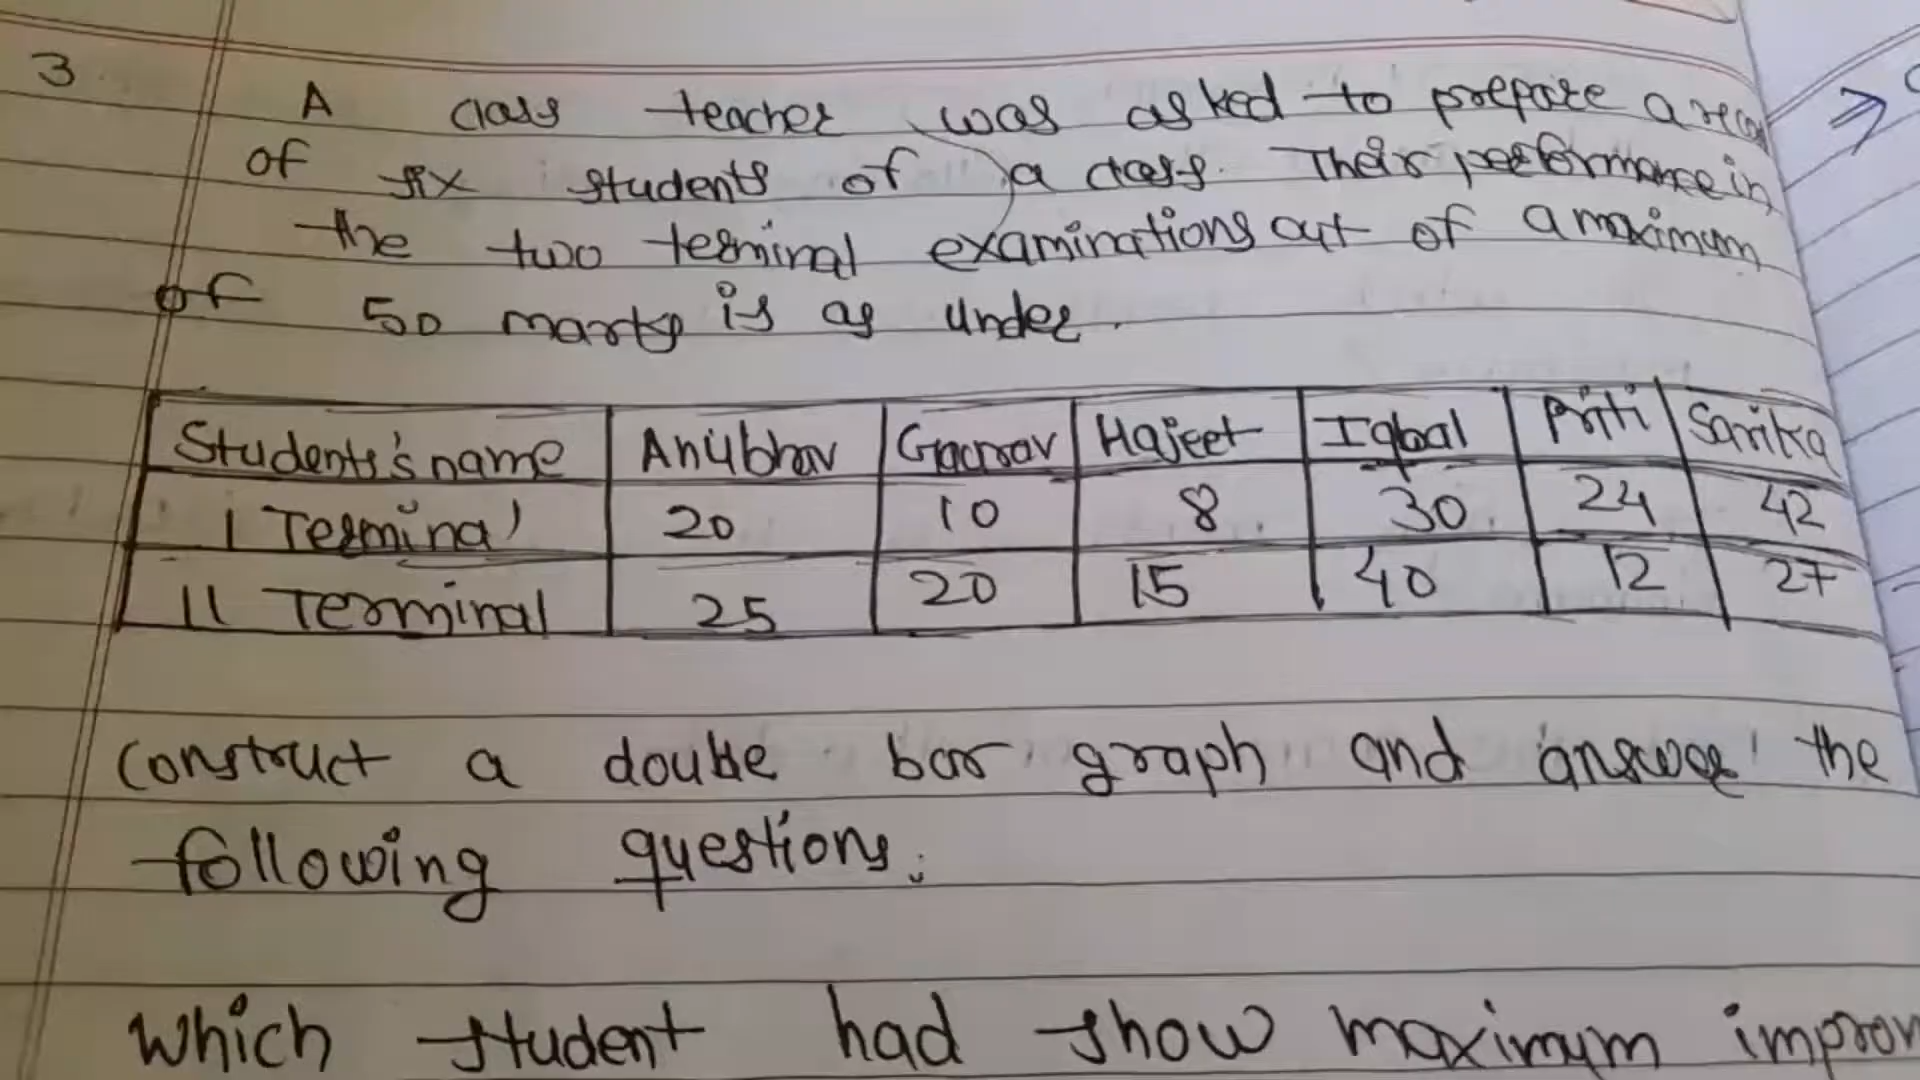 3
A class teacher was asked to prepare a
of six students of a class. Their performance in
the two terminal examinations out of a maximum
of 50 marks is as under.
Students's name Anubhav Gaurav Hajeet Iqbal Priti Sarika
I Terminal 20 10 8 30 24 42
II Terminal 25 20 15 40 12 27
construct a double bar graph and answer the
following questions.
Which student had show maximum